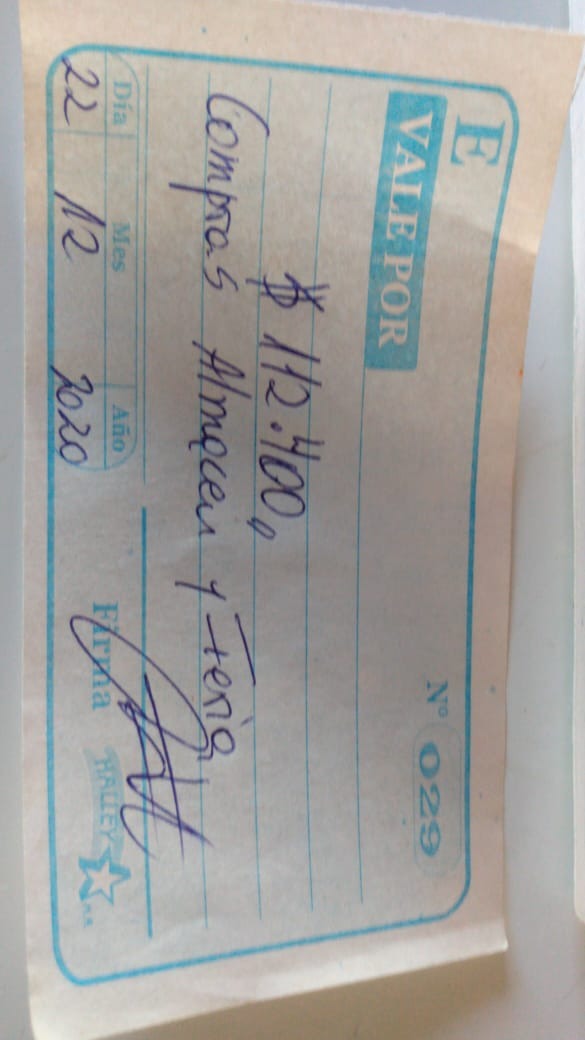 E
VALE POR
Nº 029
$ 112.400,,
Compras Almacen y Feria
Día Mes Año
22 12 2020
Firma
HALLEY M.R.